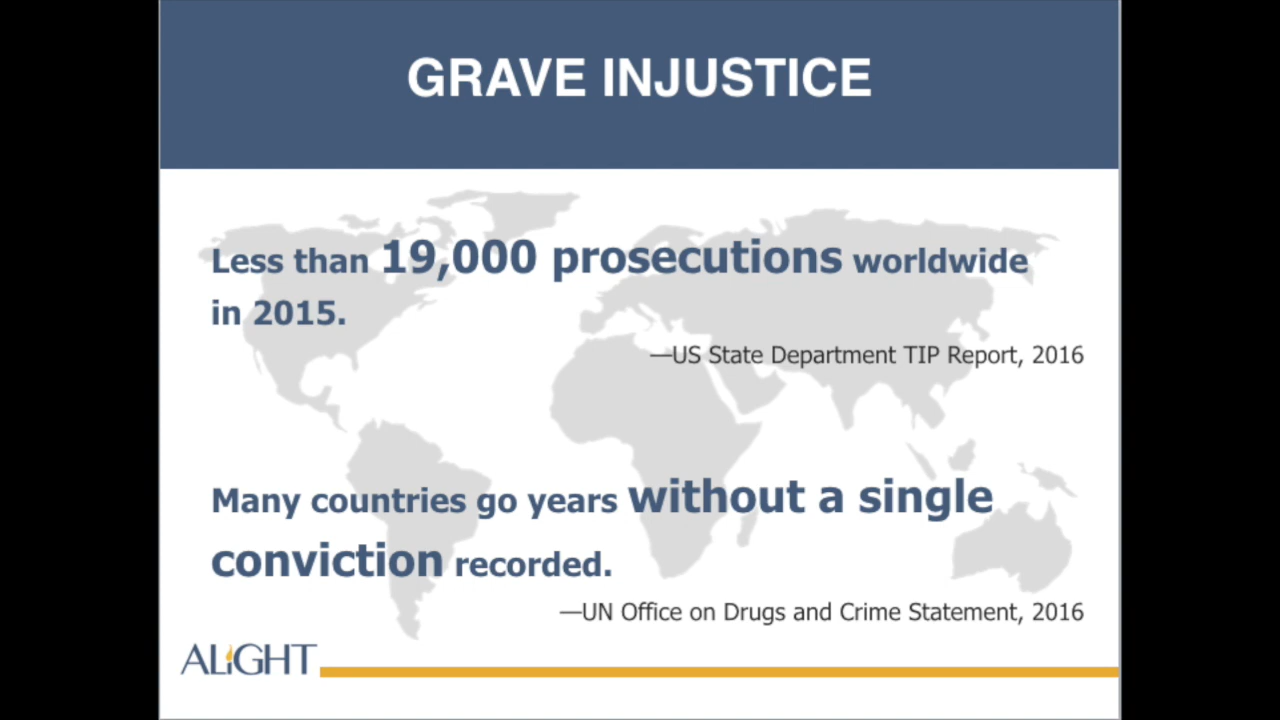 GRAVE INJUSTICE
Less than 19,000 prosecutions worldwide
in 2015.
—US State Department TIP Report, 2016
Many countries go years without a single
conviction recorded.
—UN Office on Drugs and Crime Statement, 2016
ALiGHT